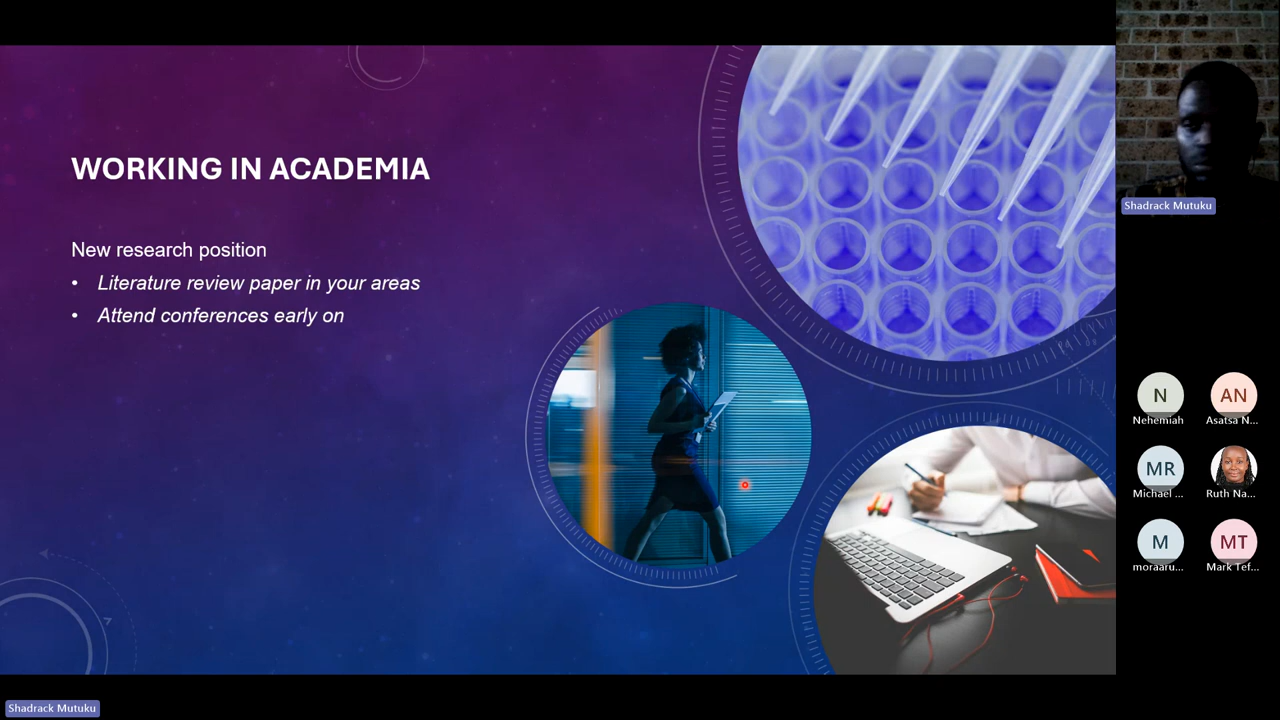 WORKING IN ACADEMIA
New research position
• Literature review paper in your areas
• Attend conferences early on
Shadrack Mutuku
N
Nehemiah
AN
Asatsa N...
MR
Michael ...
Ruth Na...
M
moraaru...
MT
Mark Tef...
Shadrack Mutuku